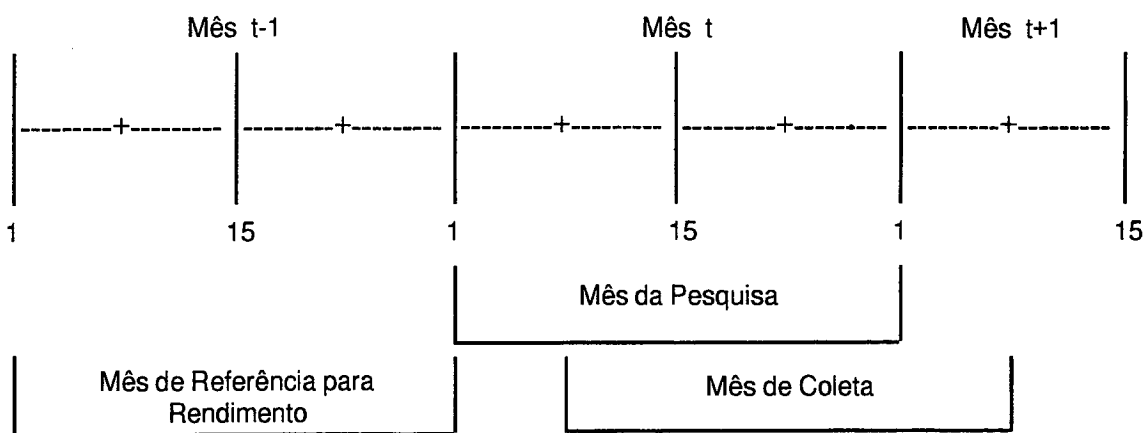 Mês t-1 Mês t Mês t+1
1 15 1 15 1 15
Mês da Pesquisa
Mês de Referência para
Rendimento
Mês de Coleta